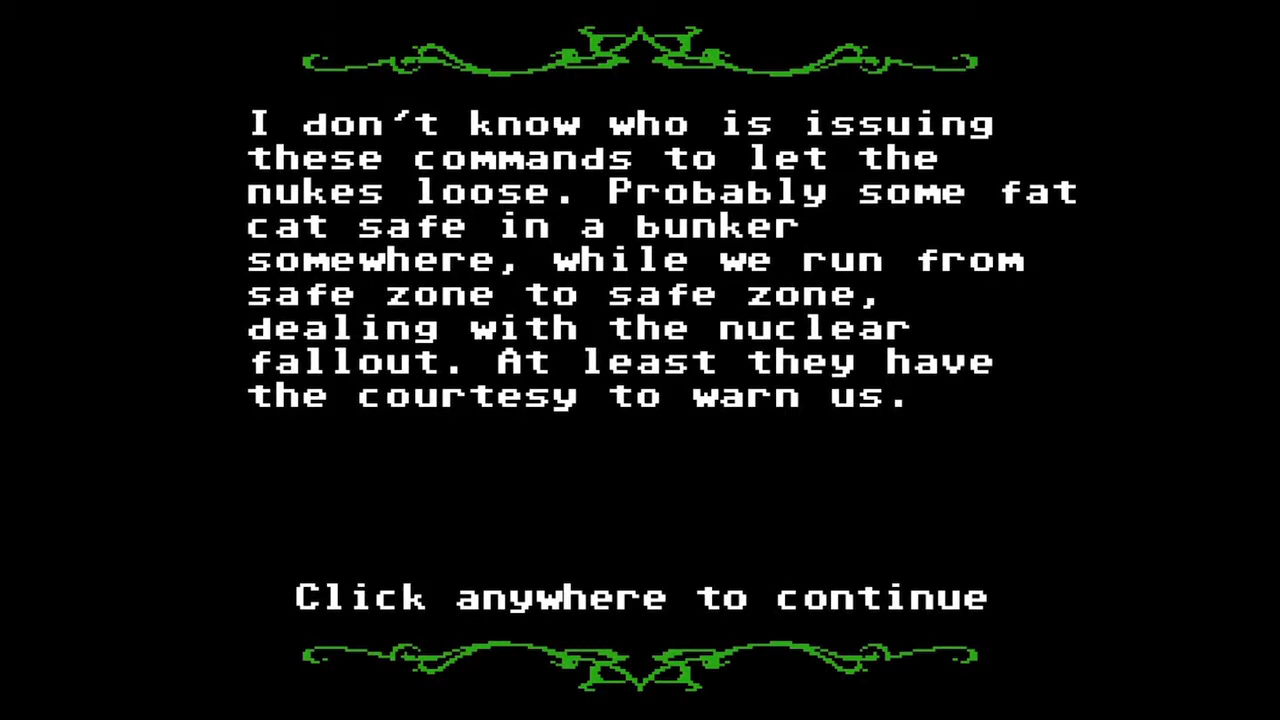 I don't know who is issuing
these commands to let the
nukes loose. Probably some fat
cat safe in a bunker
somewhere, while we run from
safe zone to safe zone,
dealing with the nuclear
fallout. At least they have
the courtesy to warn us.
Click anywhere to continue